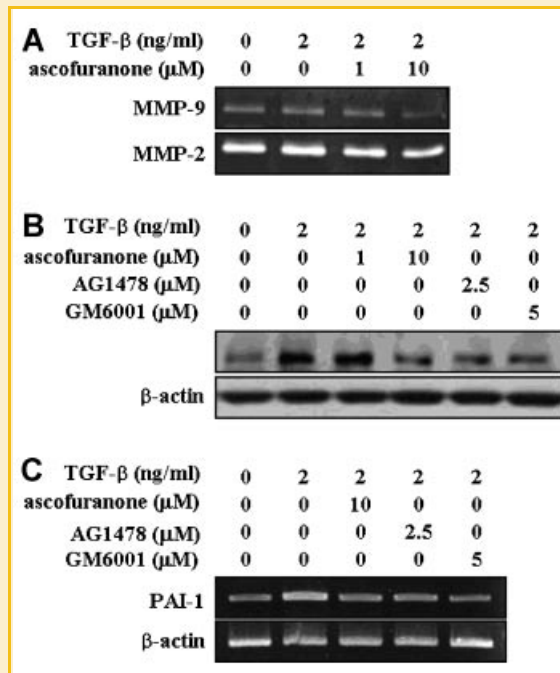 A
TGF-β (ng/ml) 0 2 2 2
ascofuranone (μM) 0 0 1 10
MMP-9
MMP-2
B
TGF-β (ng/ml) 0 2 2 2 2 2
ascofuranone (μM) 0 0 1 10 0 0
AG1478 (μM) 0 0 0 0 2.5 0
GM6001 (μM) 0 0 0 0 0 5
β-actin
C
TGF-β (ng/ml) 0 2 2 2 2
ascofuranone (μM) 0 0 10 0 0
AG1478 (μM) 0 0 0 2.5 0
GM6001 (μM) 0 0 0 0 5
PAI-1
β-actin